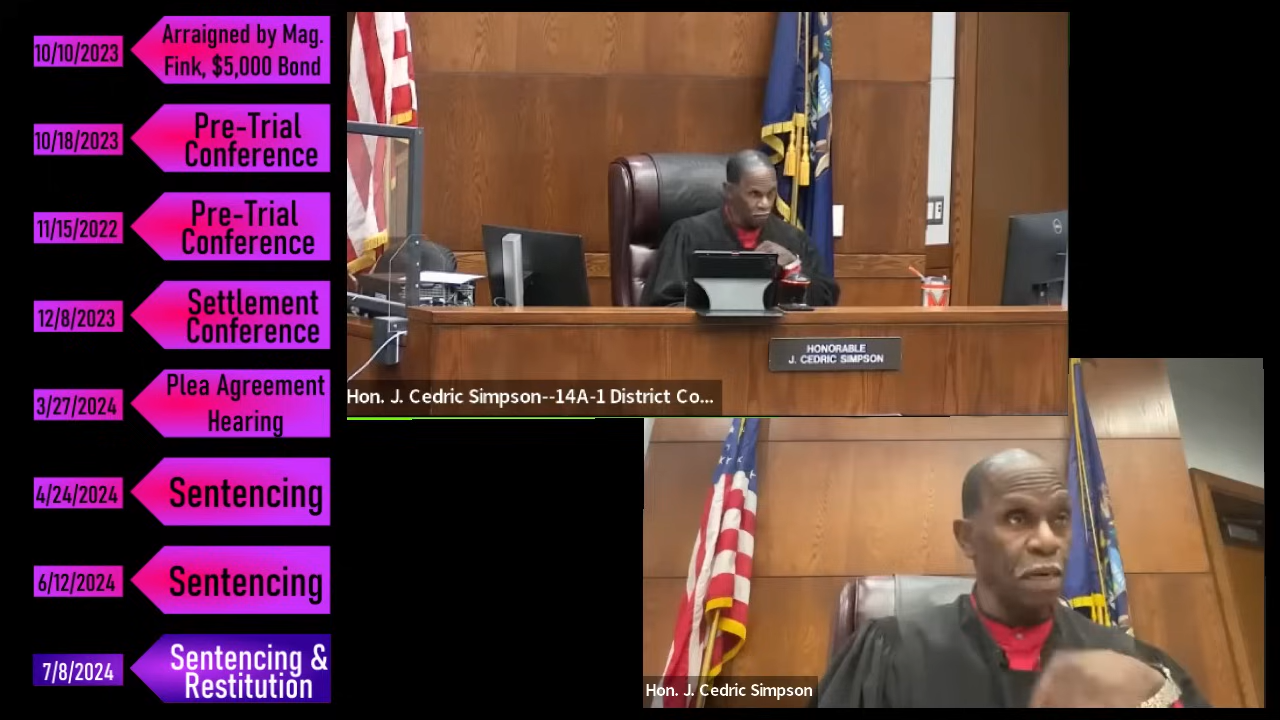 10/10/2023
Arraigned by Mag.
Fink, $5,000 Bond
10/18/2023
Pre-Trial
Conference
11/15/2022
Pre-Trial
Conference
12/8/2023
Settlement
Conference
3/27/2024
Plea Agreement
Hearing
4/24/2024
Sentencing
6/12/2024
Sentencing
7/8/2024
Sentencing &
Restitution
HONORABLE
J. CEDRIC SIMPSON
Hon. J. Cedric Simpson--14A-1 District Co...
Hon. J. Cedric Simpson